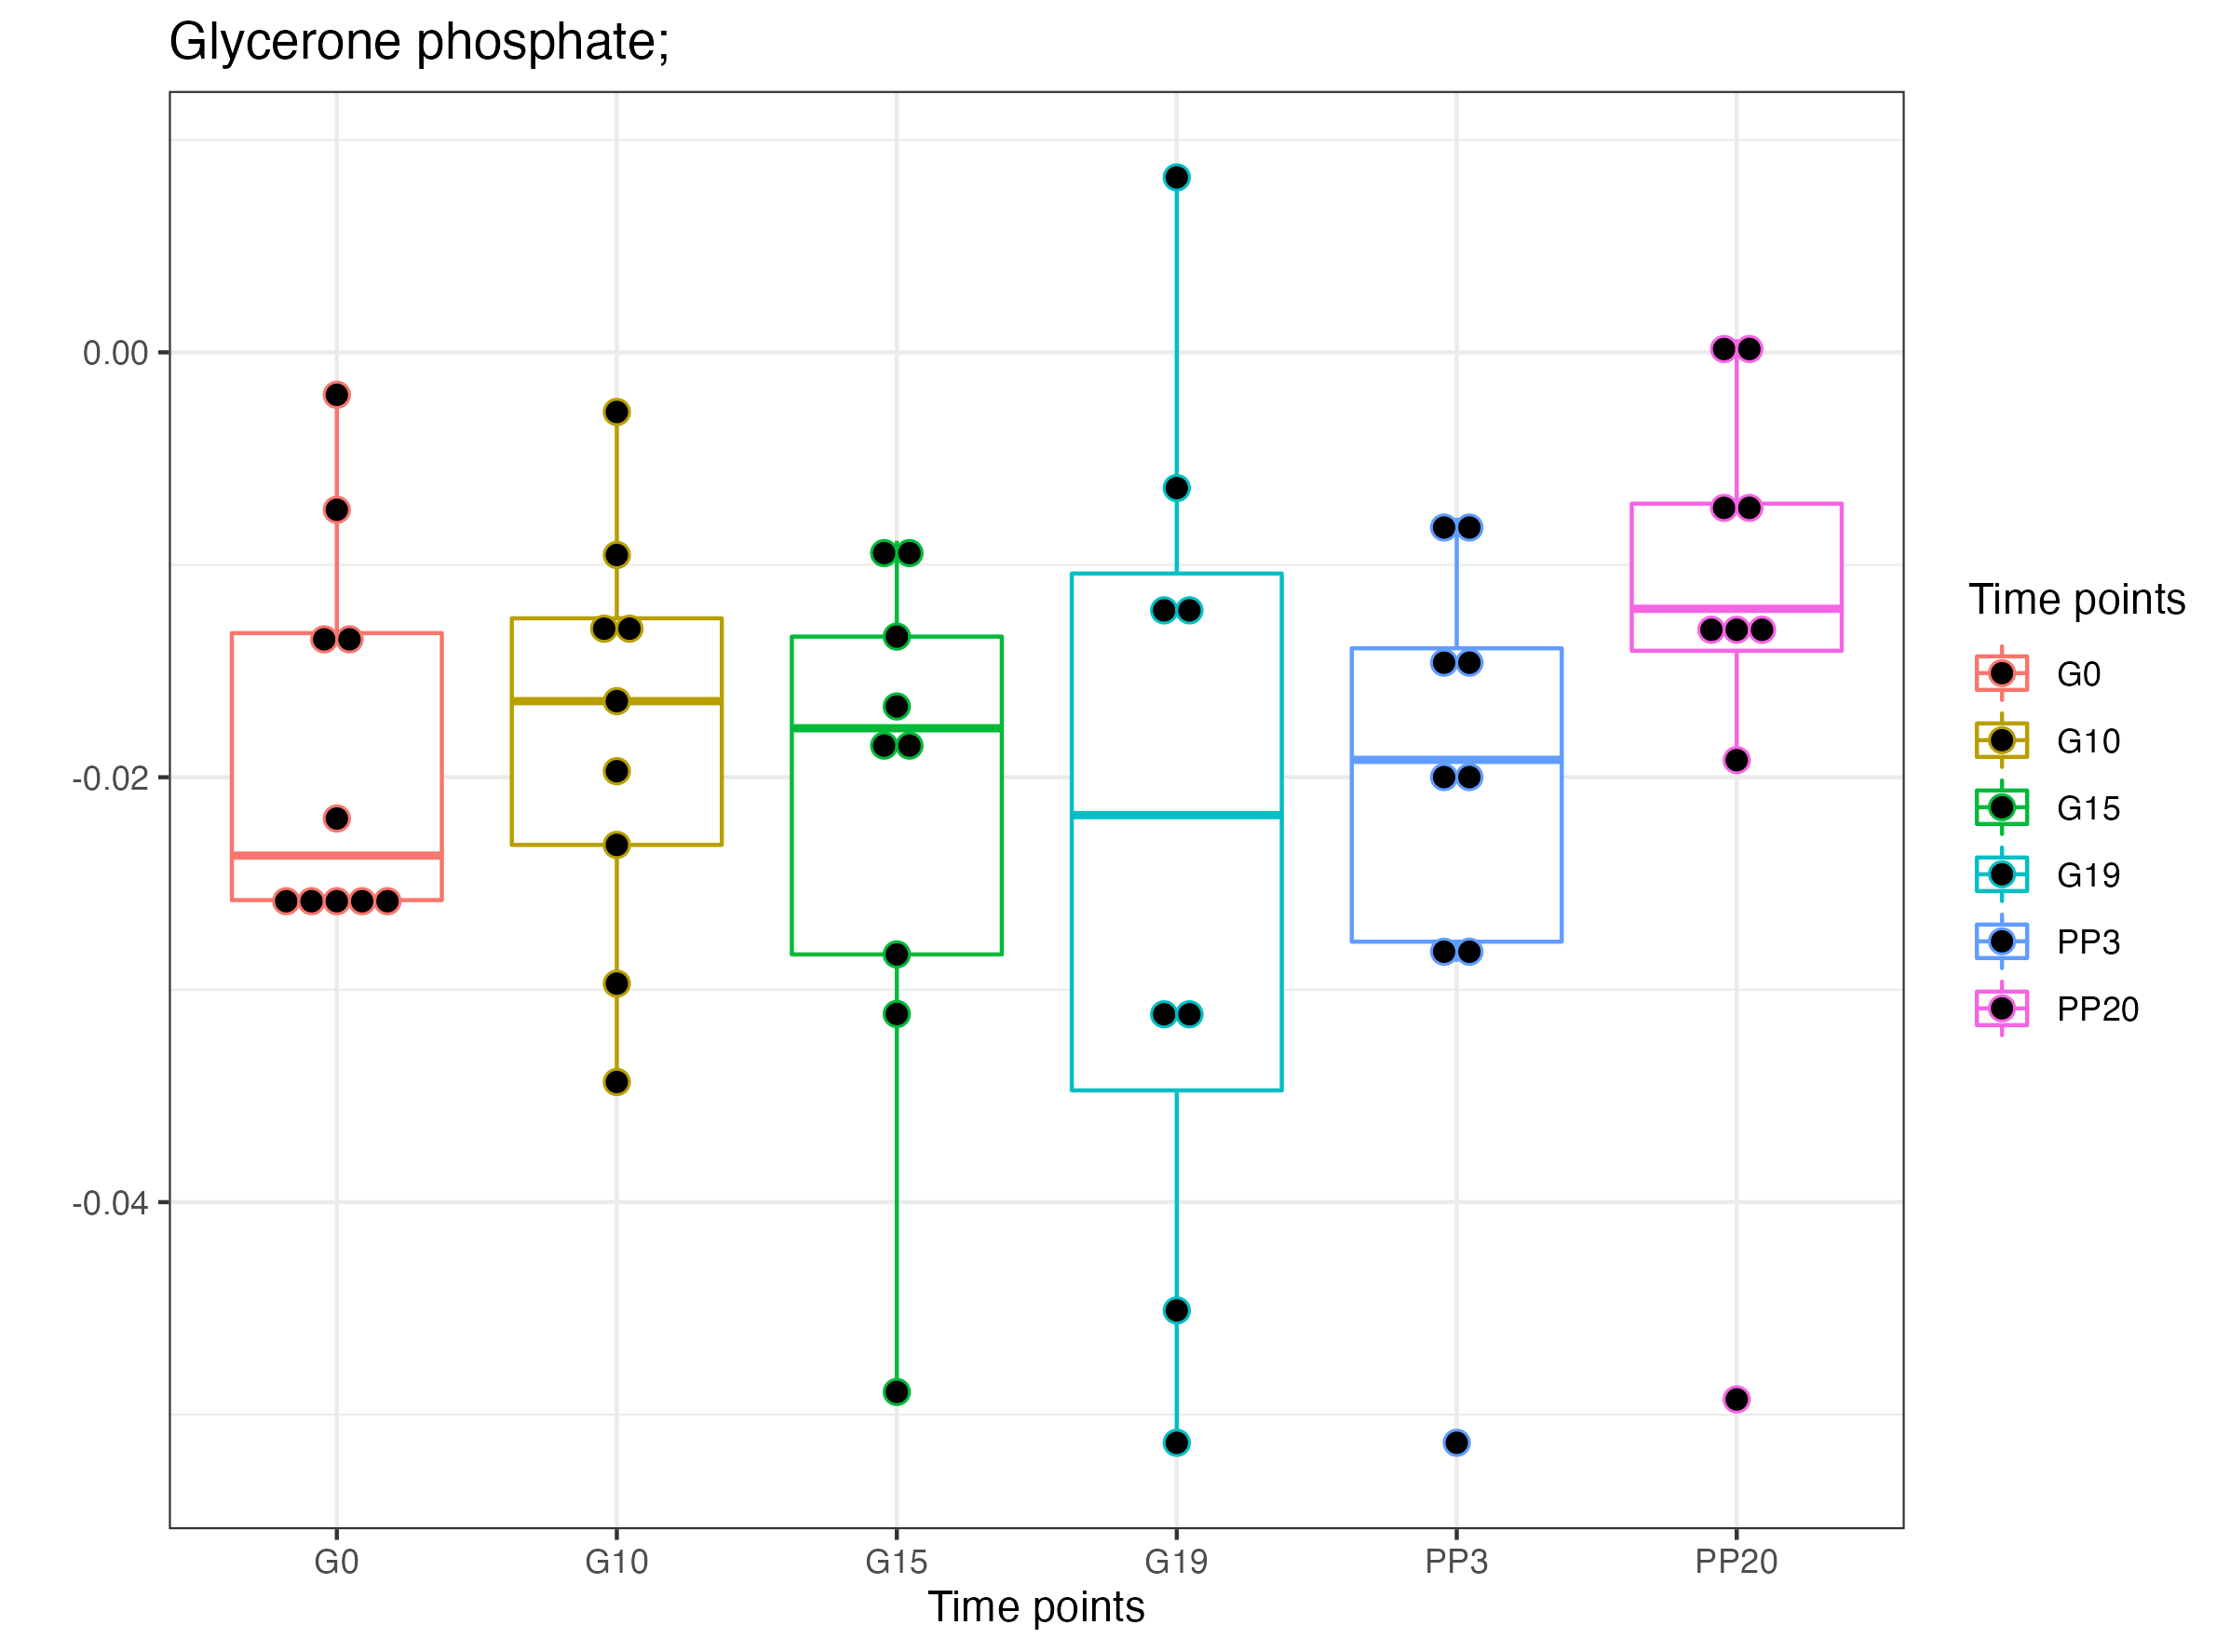 Glycerone phosphate;
0.00
-0.02
-0.04
G0 G10 G15 G19 PP3 PP20
Time points
Time points
G0
G10
G15
G19
PP3
PP20